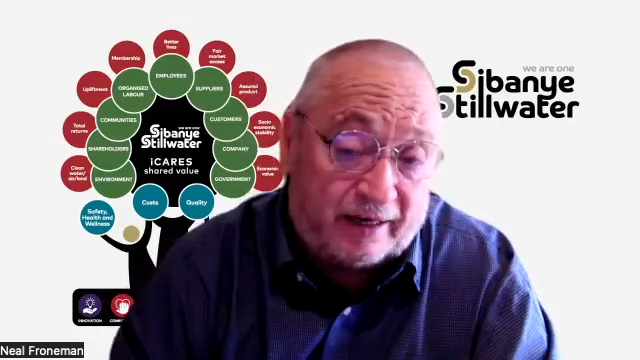 Better
lives
Membership
Fair
market
access
EMPLOYEES
Upliftment
ORGANISED
LABOUR
SUPPLIERS
Assured
product
Total
returns
COMMUNITIES
CUSTOMERS
Socio
economic
stability
we are one
Sibanye
Stillwater
iCARES
shared value
SHAREHOLDERS
COMPANY
Clean
water/
air/land
ENVIRONMENT
GOVERNMENT
Economic
value
Safety,
Health and
Wellness
Costs
Quality
INNOVATION
we are one
Sibanye
Stillwater
Neal Froneman